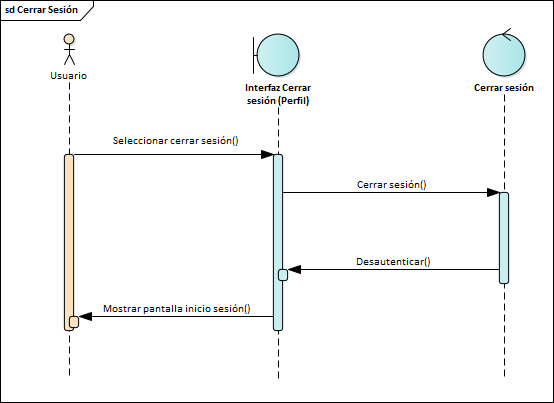 sd Cerrar Sesión
Usuario
Interfaz Cerrar
sesión (Perfil)
Cerrar sesión
Seleccionar cerrar sesión()
Cerrar sesión()
Desautenticar()
Mostrar pantalla inicio sesión()